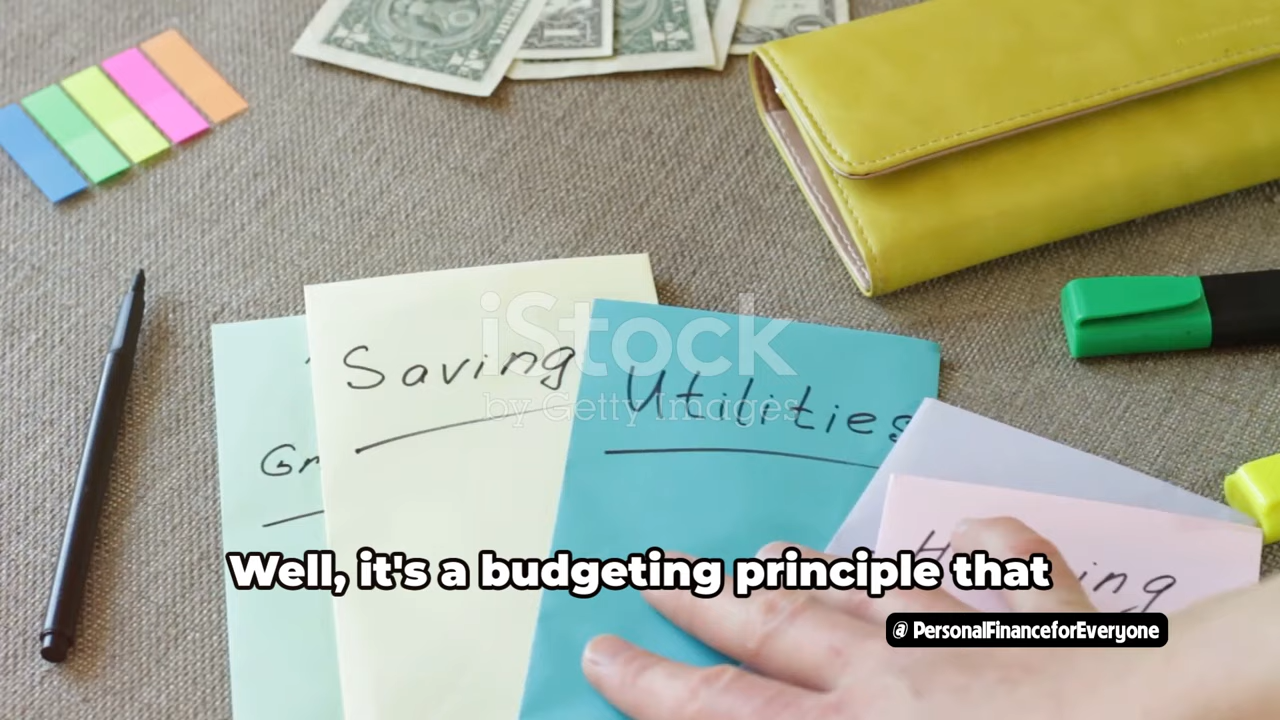 Saving
iStock
by Getty Images
Utilities
Well, it's a budgeting principle that
@ PersonalFinanceforEveryone